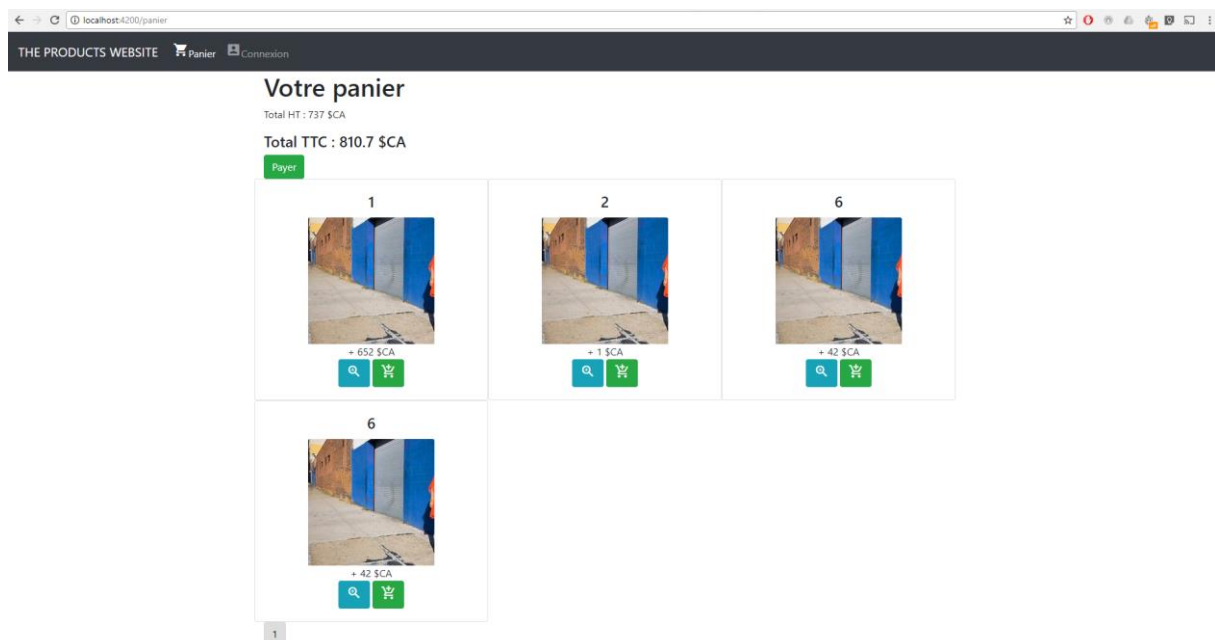 localhost:4200/panier
THE PRODUCTS WEBSITE Panier Connexion
Votre panier
Total HT : 737 $CA
Total TTC : 810.7 $CA
Payer
1
+ 652 $CA
2
+ 1 $CA
6
+ 42 $CA
6
+ 42 $CA
1